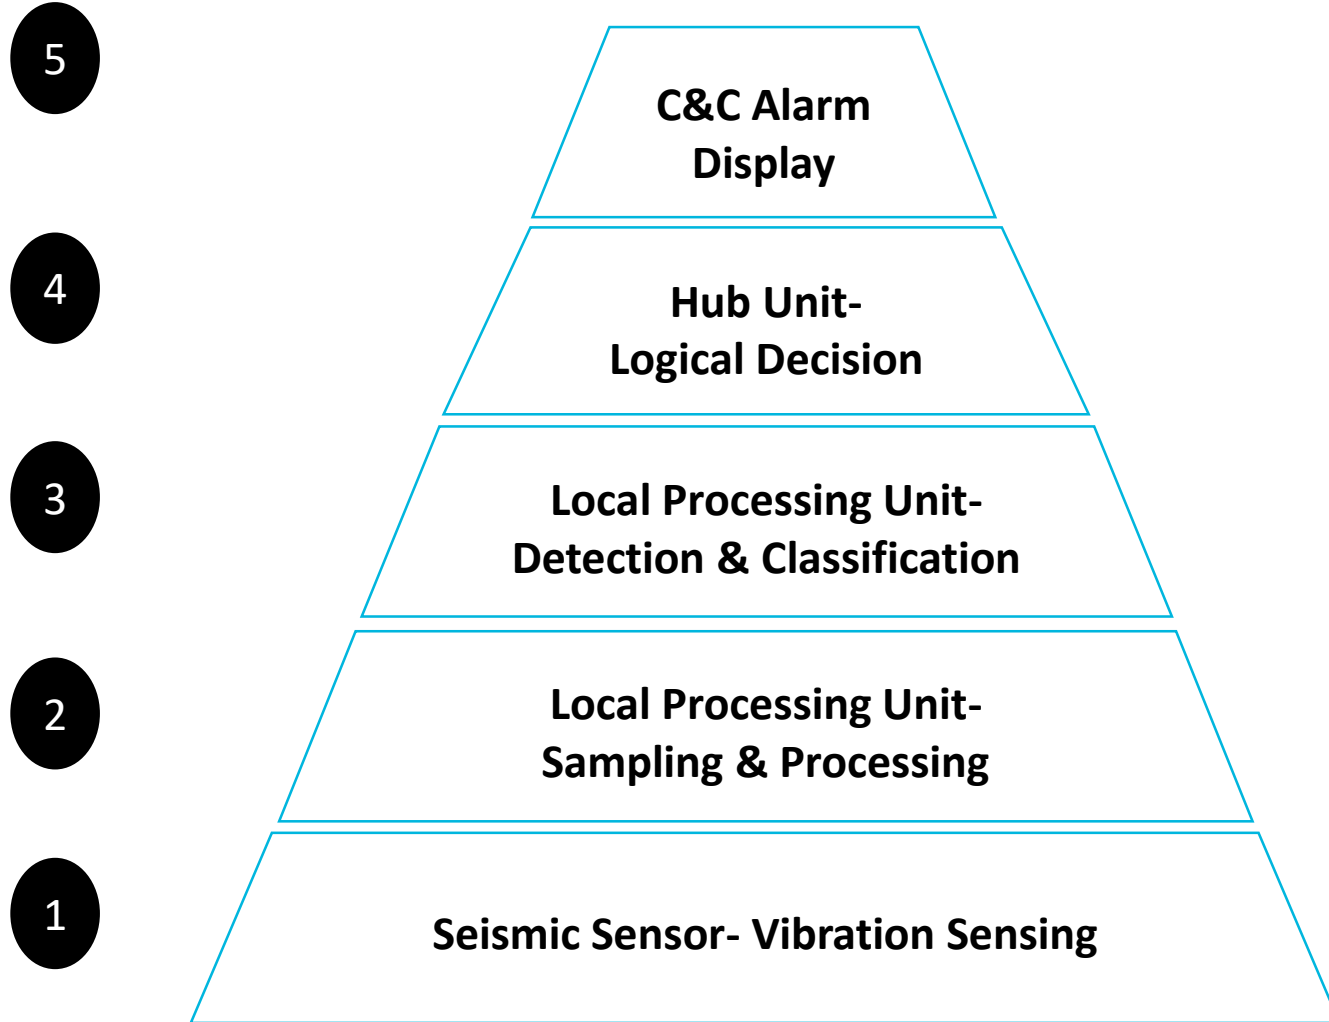 5
C&C Alarm
Display
4
Hub Unit-
Logical Decision
3
Local Processing Unit-
Detection & Classification
2
Local Processing Unit-
Sampling & Processing
1
Seismic Sensor- Vibration Sensing